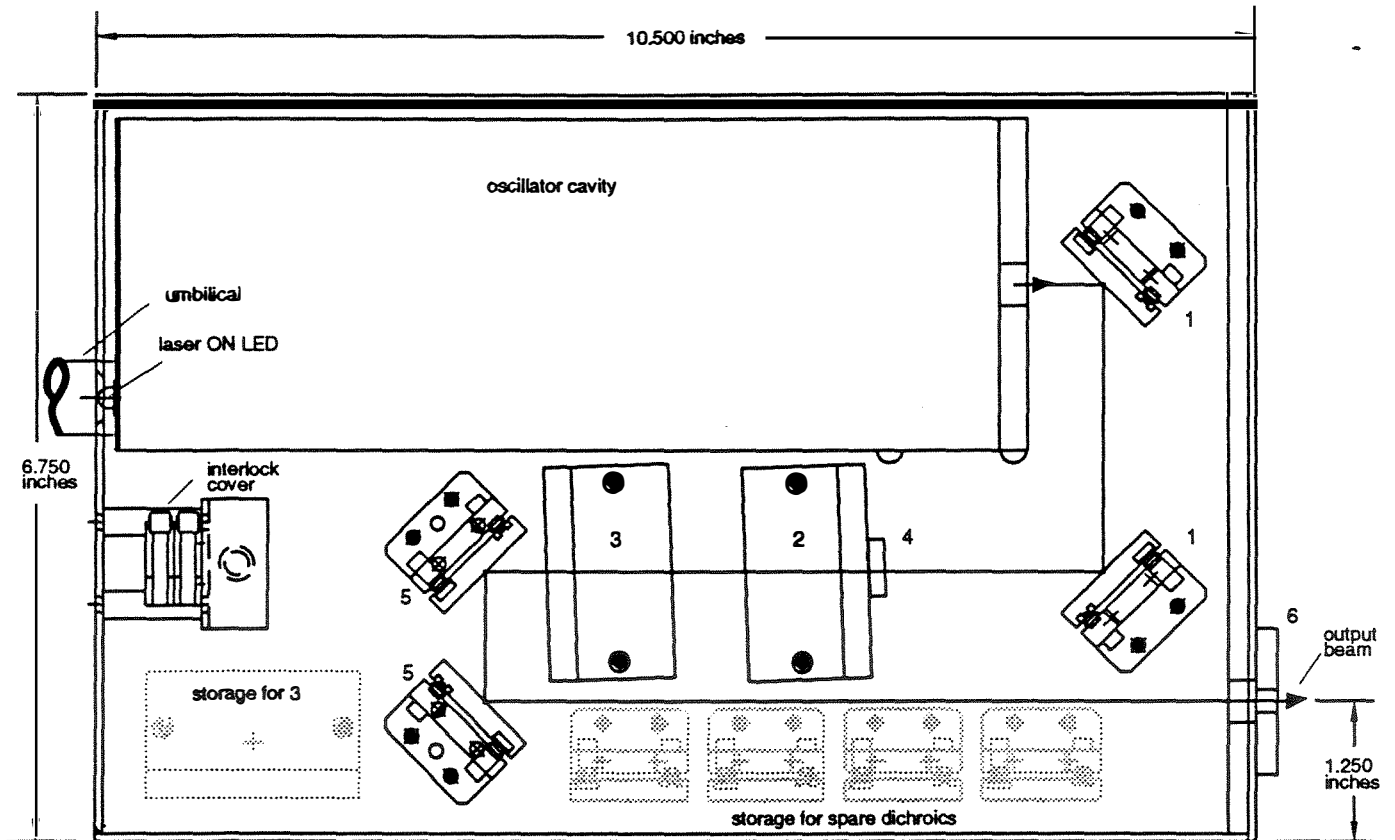 10.500 inches
oscillator cavity
umbilical
laser ON LED
1
6.750
inches
interlock
cover
3
2
4
1
5
6
output
beam
5
storage for 3
1.250
inches
storage for spare dichroics